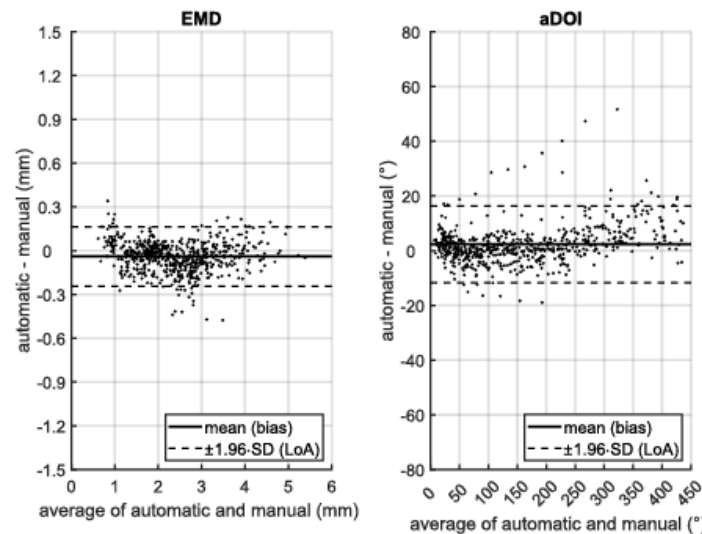 EMD
automatic - manual (mm)
1.5
1.2
0.9
0.6
0.3
0
-0.3
-0.6
-0.9
-1.2
-1.5
mean (bias)
±1.96·SD (LoA)
0 1 2 3 4 5 6
average of automatic and manual (mm)
aDOI
automatic - manual (°)
80
60
40
20
0
-20
-40
-60
-80
mean (bias)
±1.96·SD (LoA)
0 50 100 150 200 250 300 350 400 450
average of automatic and manual (°)